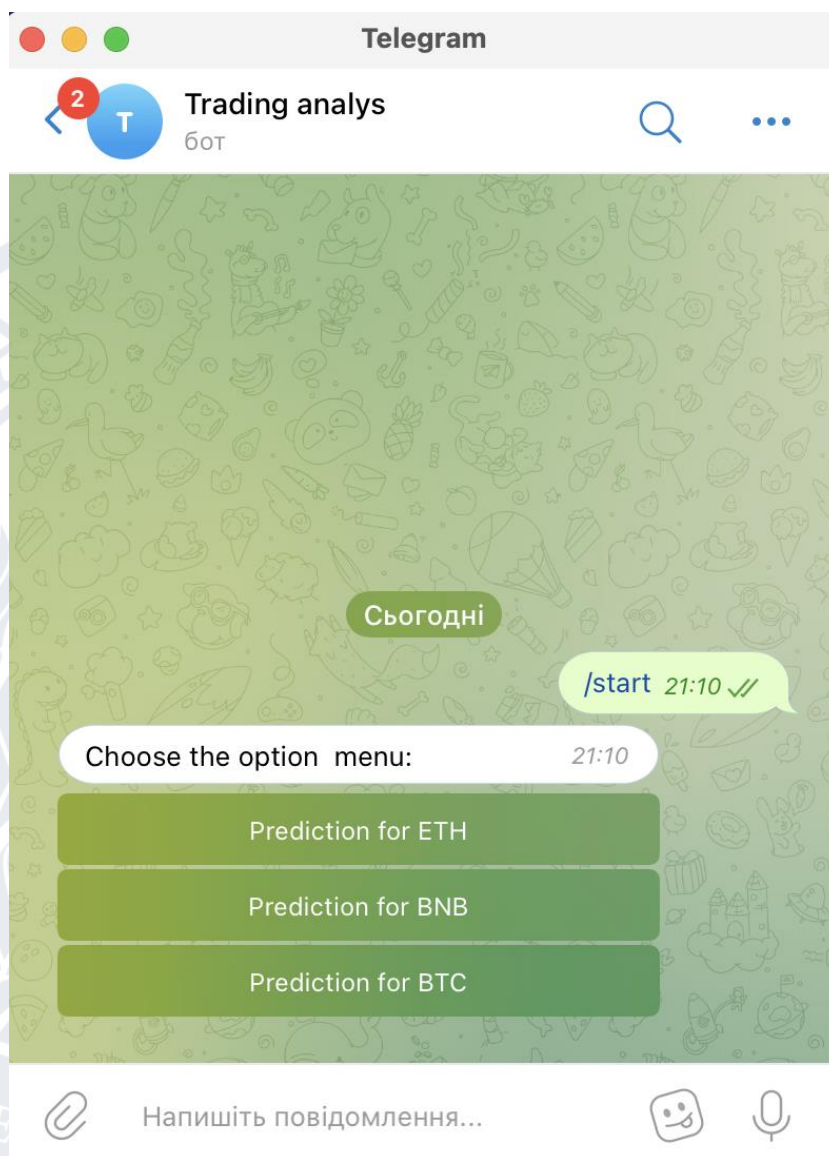 Telegram
2
T
Trading analys
бот
Сьогодні
/start 21:10
Choose the option menu: 21:10
Prediction for ETH
Prediction for BNB
Prediction for BTC
Напишіть повідомлення...